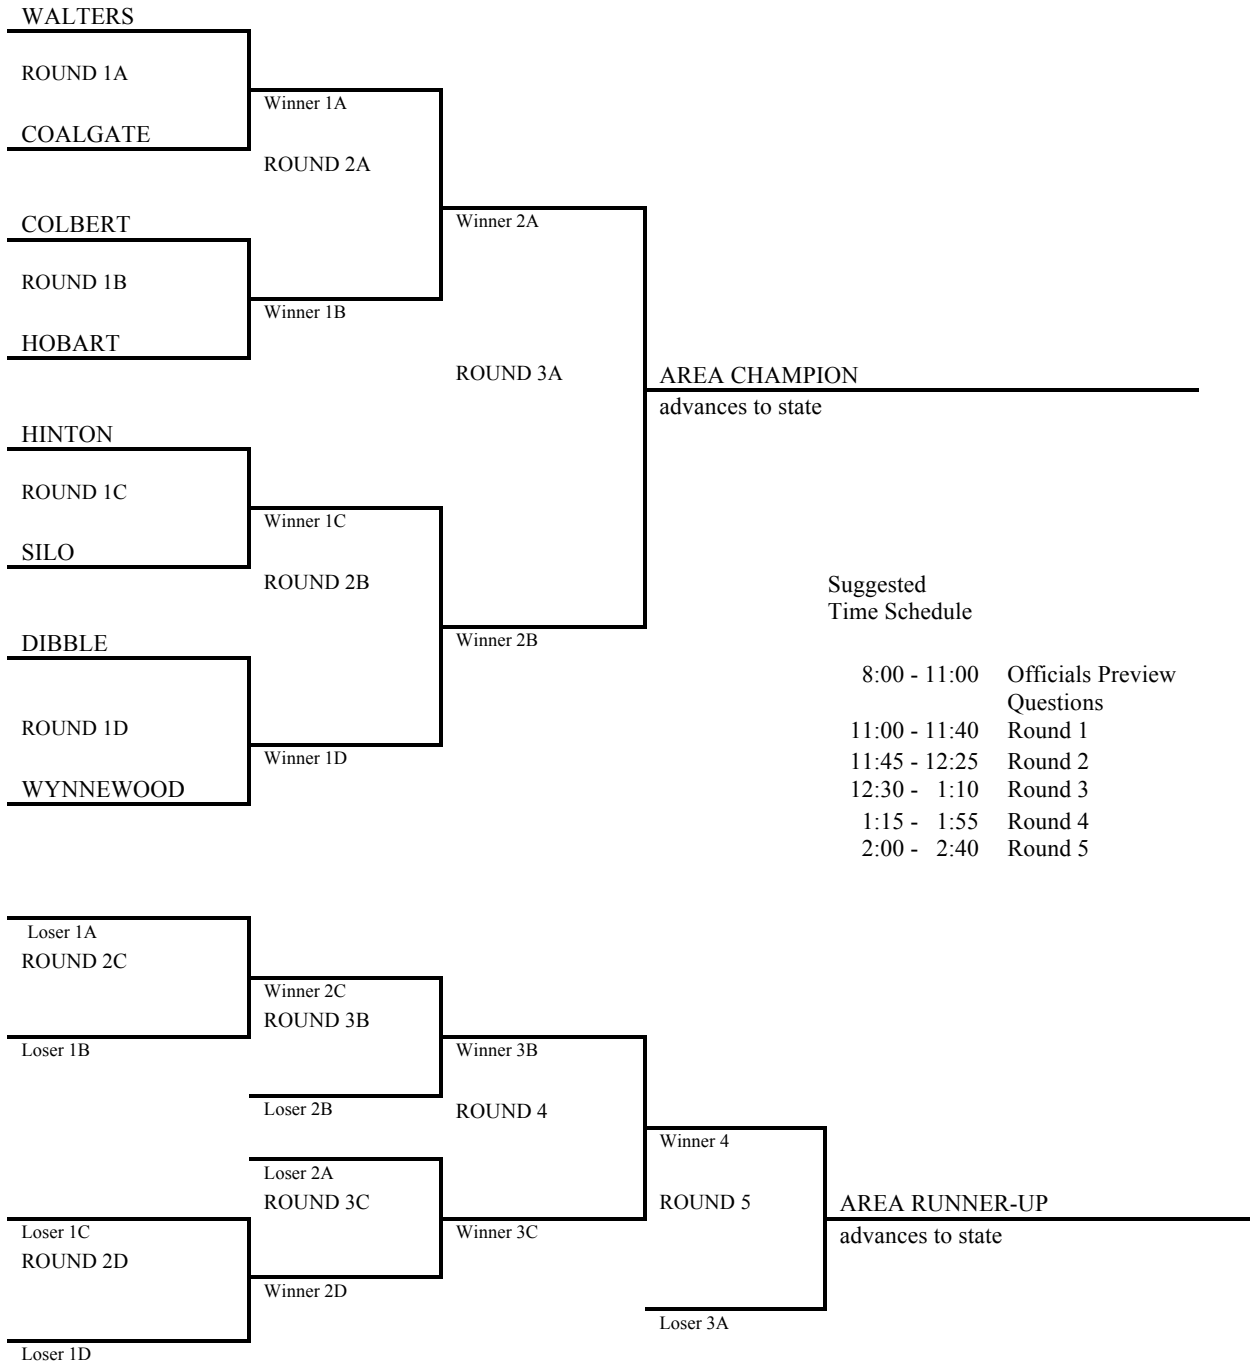 WALTERS
ROUND 1A
Winner 1A
COALGATE
ROUND 2A
COLBERT
Winner 2A
ROUND 1B
Winner 1B
HOBART
ROUND 3A
AREA CHAMPION
advances to state
HINTON
ROUND 1C
Winner 1C
SILO
ROUND 2B
Suggested
Time Schedule
DIBBLE
Winner 2B
8:00 - 11:00 Officials Preview
Questions
ROUND 1D
11:00 - 11:40 Round 1
Winner 1D
11:45 - 12:25 Round 2
WYNNEWOOD
12:30 - 1:10 Round 3
1:15 - 1:55 Round 4
2:00 - 2:40 Round 5
Loser 1A
ROUND 2C
Winner 2C
ROUND 3B
Loser 1B
Winner 3B
Loser 2B
ROUND 4
Winner 4
Loser 2A
ROUND 3C
ROUND 5
AREA RUNNER-UP
Loser 1C
Winner 3C
advances to state
ROUND 2D
Winner 2D
Loser 3A
Loser 1D